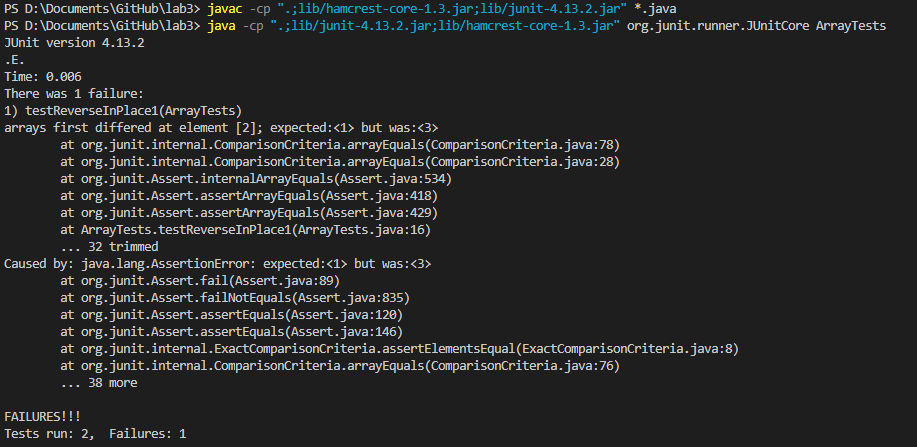 PS D:\Documents\GitHub\lab3> javac -cp ".;lib/hamcrest-core-1.3.jar;lib/junit-4.13.2.jar" *.java
PS D:\Documents\GitHub\lab3> java -cp ".;lib/junit-4.13.2.jar;lib/hamcrest-core-1.3.jar" org.junit.runner.JUnitCore ArrayTests
JUnit version 4.13.2
.E.
Time: 0.006
There was 1 failure:
1) testReverseInPlace1(ArrayTests)
arrays first differed at element [2]; expected:<1> but was:<3>
        at org.junit.internal.ComparisonCriteria.arrayEquals(ComparisonCriteria.java:78)
        at org.junit.internal.ComparisonCriteria.arrayEquals(ComparisonCriteria.java:28)
        at org.junit.Assert.internalArrayEquals(Assert.java:534)
        at org.junit.Assert.assertArrayEquals(Assert.java:418)
        at org.junit.Assert.assertArrayEquals(Assert.java:429)
        at ArrayTests.testReverseInPlace1(ArrayTests.java:16)
        ... 32 trimmed
Caused by: java.lang.AssertionError: expected:<1> but was:<3>
        at org.junit.Assert.fail(Assert.java:89)
        at org.junit.Assert.failNotEquals(Assert.java:835)
        at org.junit.Assert.assertEquals(Assert.java:120)
        at org.junit.Assert.assertEquals(Assert.java:146)
        at org.junit.internal.ExactComparisonCriteria.assertElementsEqual(ExactComparisonCriteria.java:8)
        at org.junit.internal.ComparisonCriteria.arrayEquals(ComparisonCriteria.java:76)
        ... 38 more

FAILURES!!!
Tests run: 2,  Failures: 1